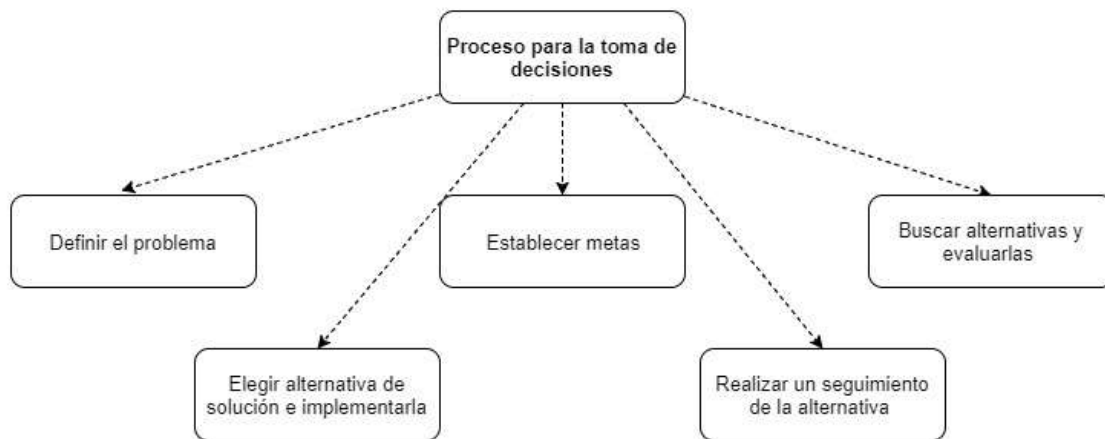 Proceso para la toma de
decisiones
Definir el problema
Establecer metas
Buscar alternativas y
evaluarlas
Elegir alternativa de
solución e implementarla
Realizar un seguimiento
de la alternativa